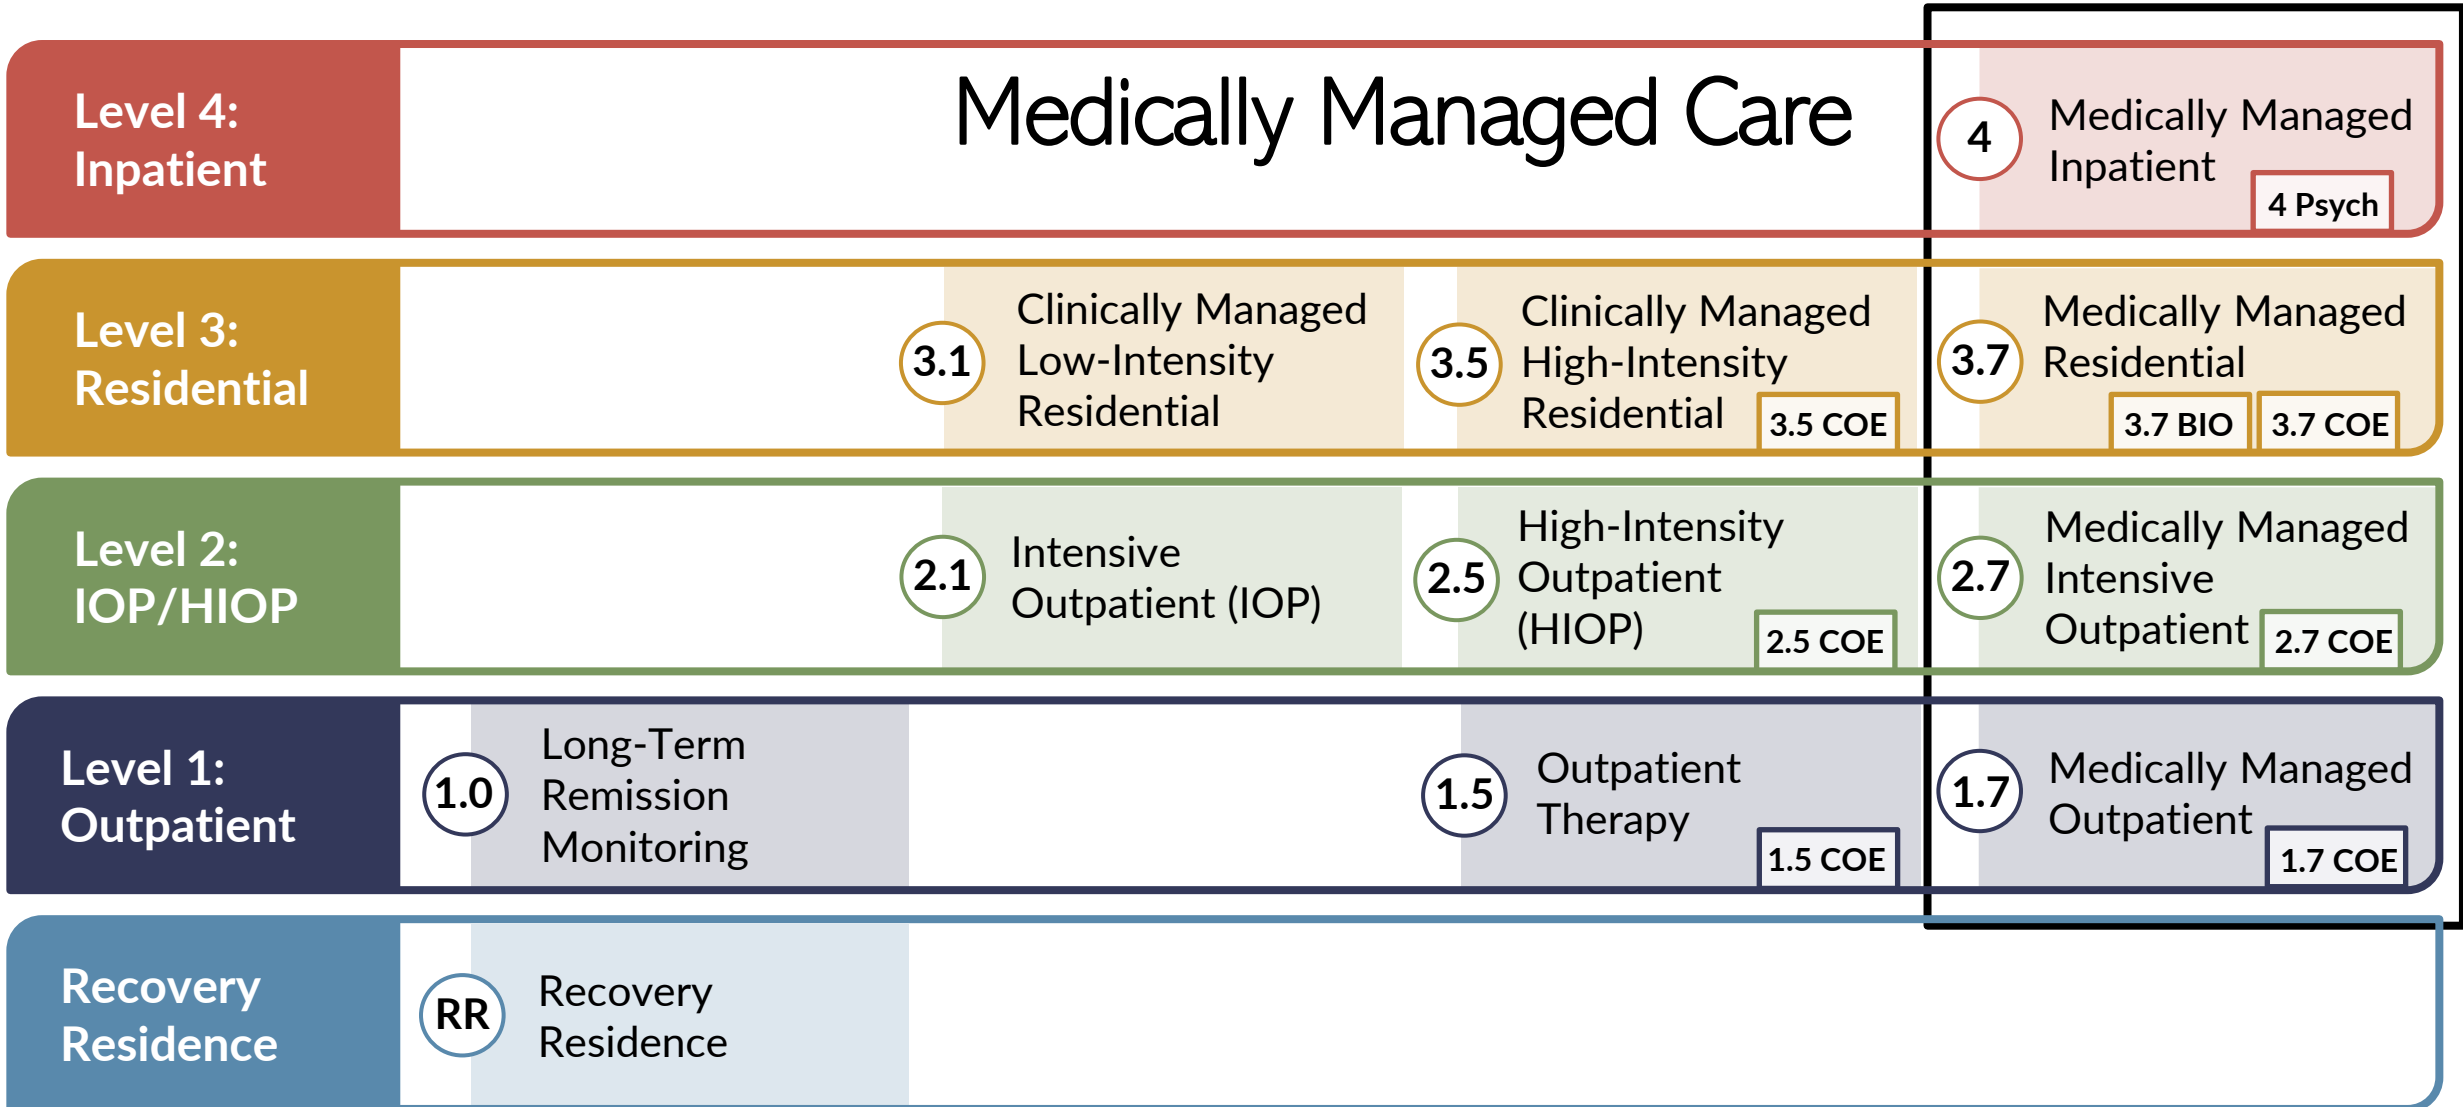 Level 4:
Inpatient
Medically Managed Care
4
Medically Managed
Inpatient
4 Psych
Level 3:
Residential
3.1
Clinically Managed
Low-Intensity
Residential
3.5
Clinically Managed
High-Intensity
Residential
3.5 COE
3.7
Medically Managed
Residential
3.7 BIO
3.7 COE
Level 2:
IOP/HIOP
2.1
Intensive
Outpatient (IOP)
2.5
High-Intensity
Outpatient
(HIOP)
2.5 COE
2.7
Medically Managed
Intensive
Outpatient
2.7 COE
Level 1:
Outpatient
1.0
Long-Term
Remission
Monitoring
1.5
Outpatient
Therapy
1.5 COE
1.7
Medically Managed
Outpatient
1.7 COE
Recovery
Residence
RR
Recovery
Residence